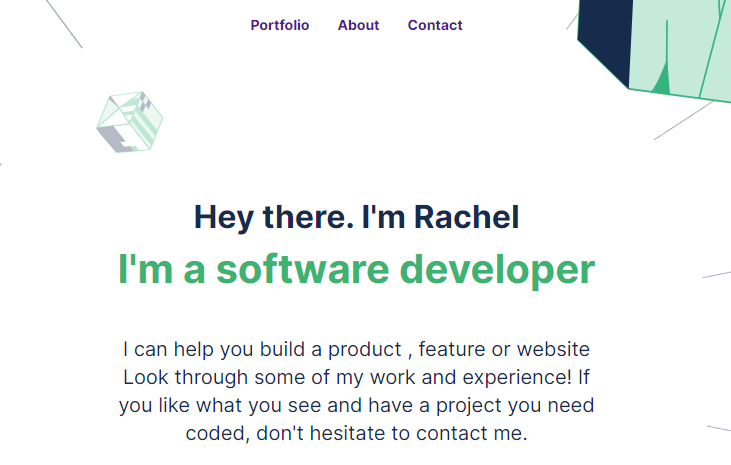 Portfolio About Contact
Hey there. I'm Rachel
I'm a software developer
I can help you build a product , feature or website
Look through some of my work and experience! If
you like what you see and have a project you need
coded, don't hesitate to contact me.